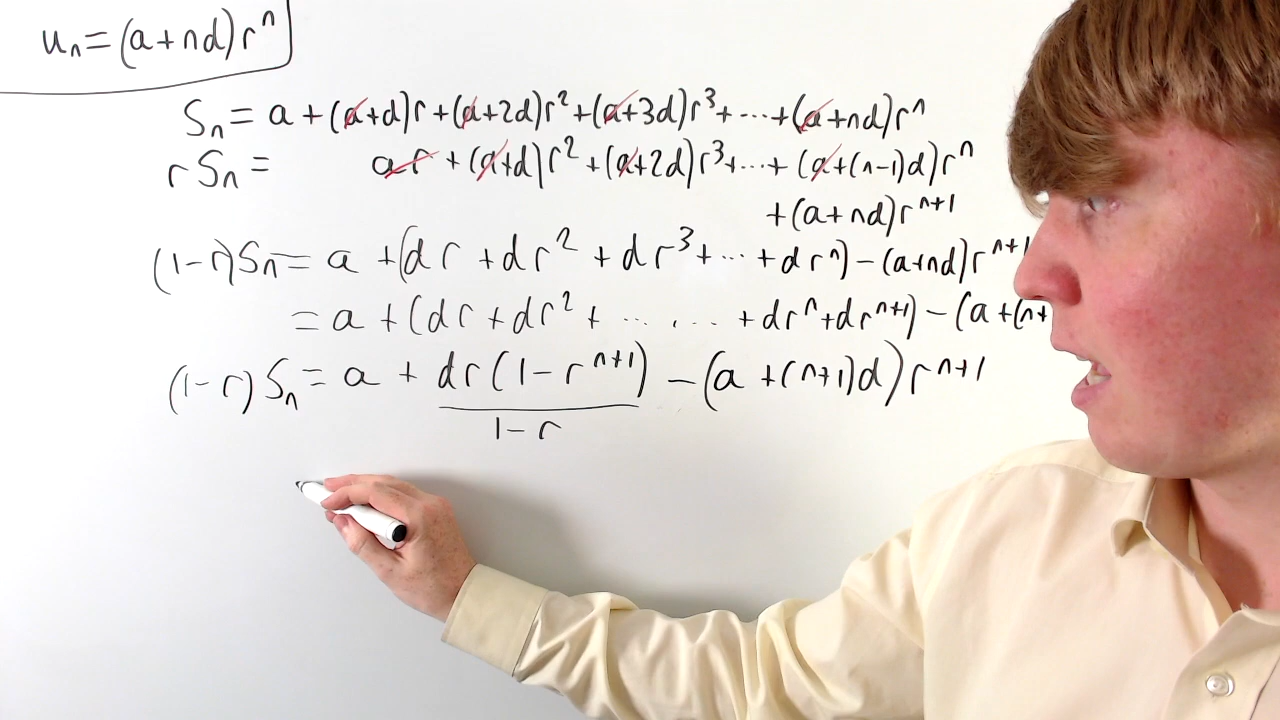 uₙ = (a+nd)rⁿ
Sₙ = a + (a+d)r + (a+2d)r² + (a+3d)r³ + ... + (a+nd)rⁿ
rSₙ = ar + (a+d)r² + (a+2d)r³ + ... + (a+(n-1)d)rⁿ
+ (a+nd)rⁿ⁺¹
(1-r)Sₙ = a + (dr + dr² + dr³ + ... + drⁿ) - (a+nd)rⁿ⁺¹
= a + (dr + dr² + ... ... + drⁿ + drⁿ⁺¹) - (a+(n+
(1-r)Sₙ = a + dr(1-rⁿ⁺¹) - (a+(n+1)d)rⁿ⁺¹
1-r